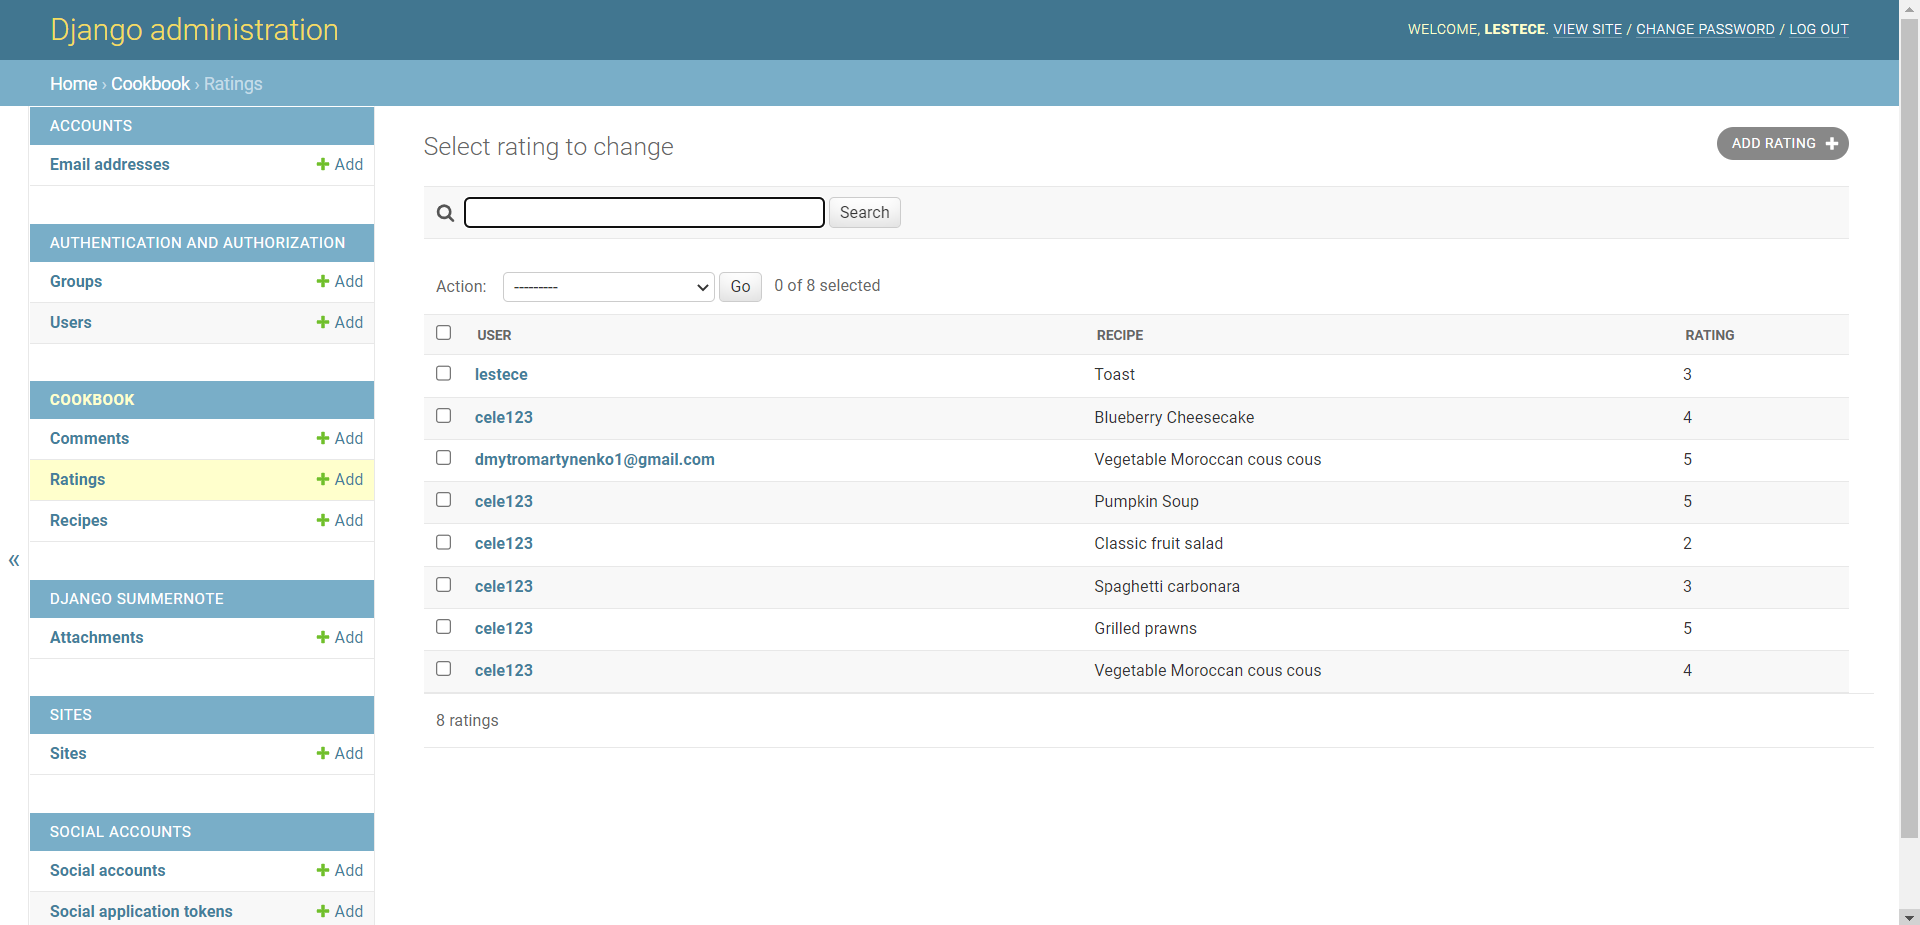 Django administration
WELCOME, LESTECE. VIEW SITE / CHANGE PASSWORD / LOG OUT
Home › Cookbook › Ratings
ACCOUNTS
Email addresses Add
AUTHENTICATION AND AUTHORIZATION
Groups Add
Users Add
COOKBOOK
Comments Add
Ratings Add
Recipes Add
DJANGO SUMMERNOTE
Attachments Add
SITES
Sites Add
SOCIAL ACCOUNTS
Social accounts Add
Social application tokens Add
«
Select rating to change
ADD RATING
Search
Action: --------- Go 0 of 8 selected
USER RECIPE RATING
lestece Toast 3
cele123 Blueberry Cheesecake 4
dmytromartynenko1@gmail.com Vegetable Moroccan cous cous 5
cele123 Pumpkin Soup 5
cele123 Classic fruit salad 2
cele123 Spaghetti carbonara 3
cele123 Grilled prawns 5
cele123 Vegetable Moroccan cous cous 4
8 ratings